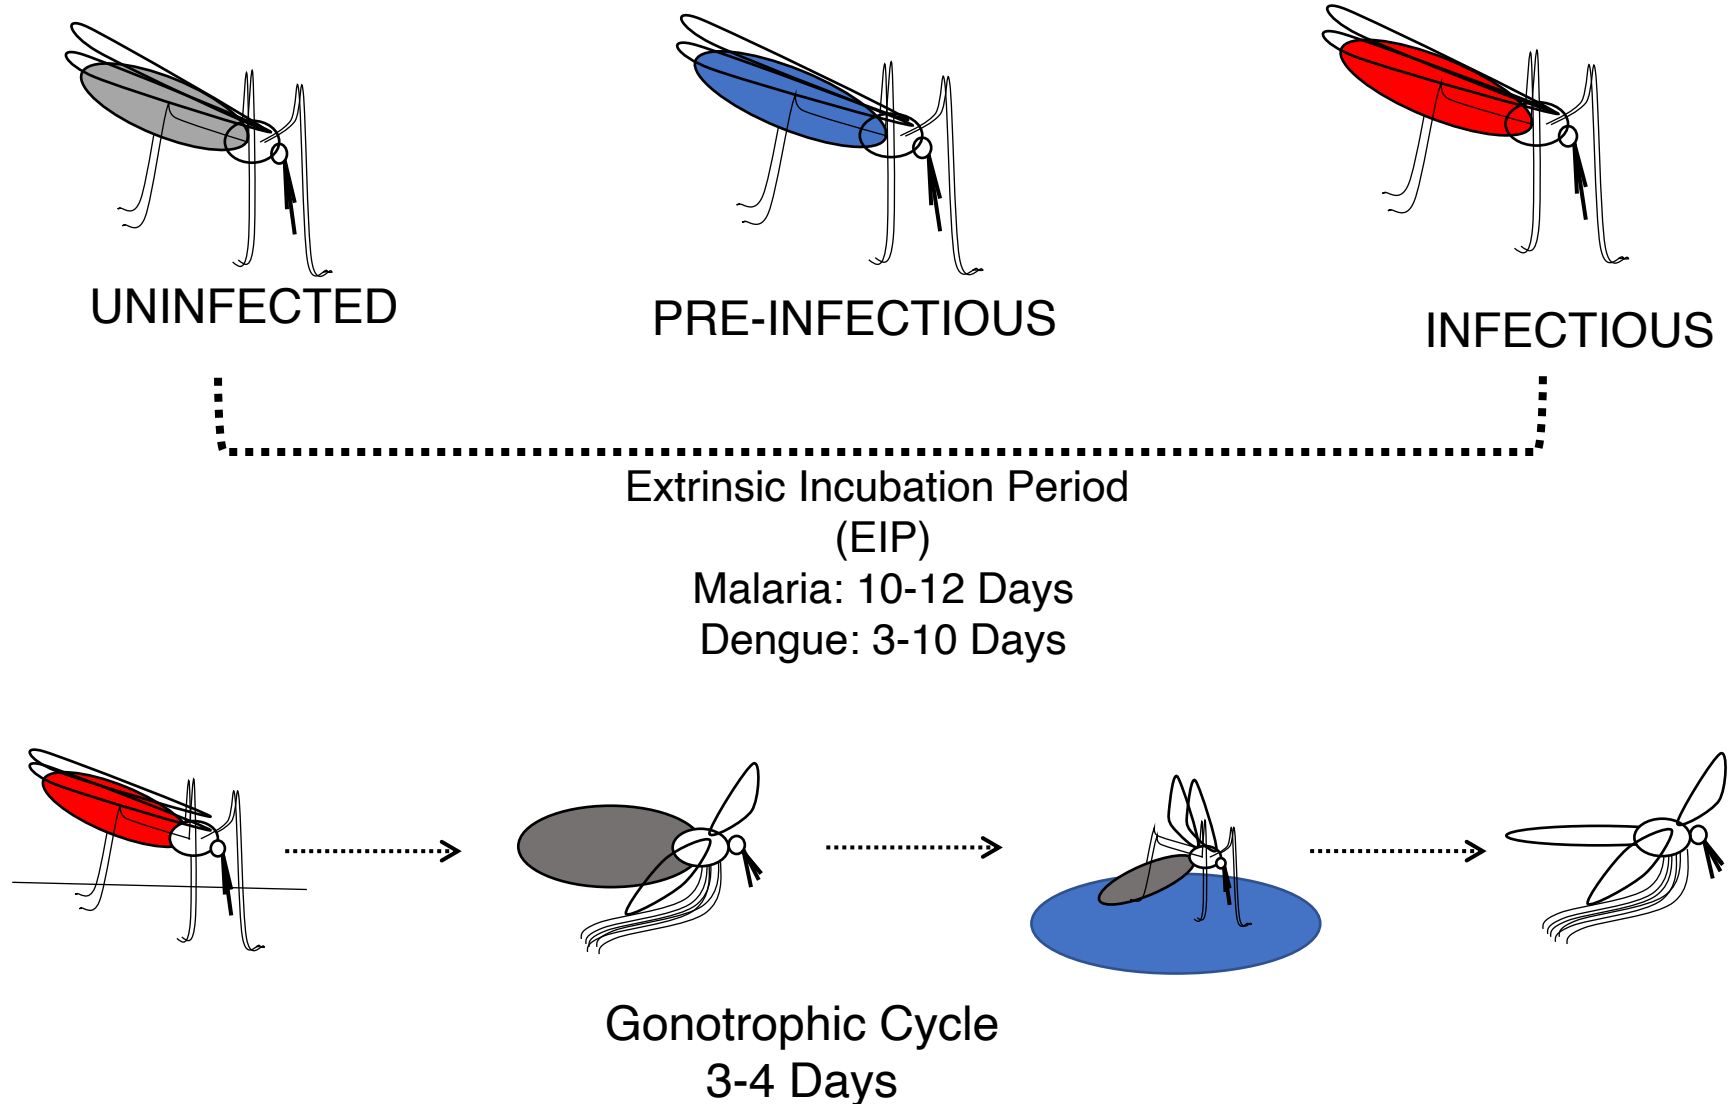 UNINFECTED
PRE-INFECTIOUS
INFECTIOUS
Extrinsic Incubation Period
(EIP)
Malaria: 10-12 Days
Dengue: 3-10 Days
Gonotrophic Cycle
3-4 Days